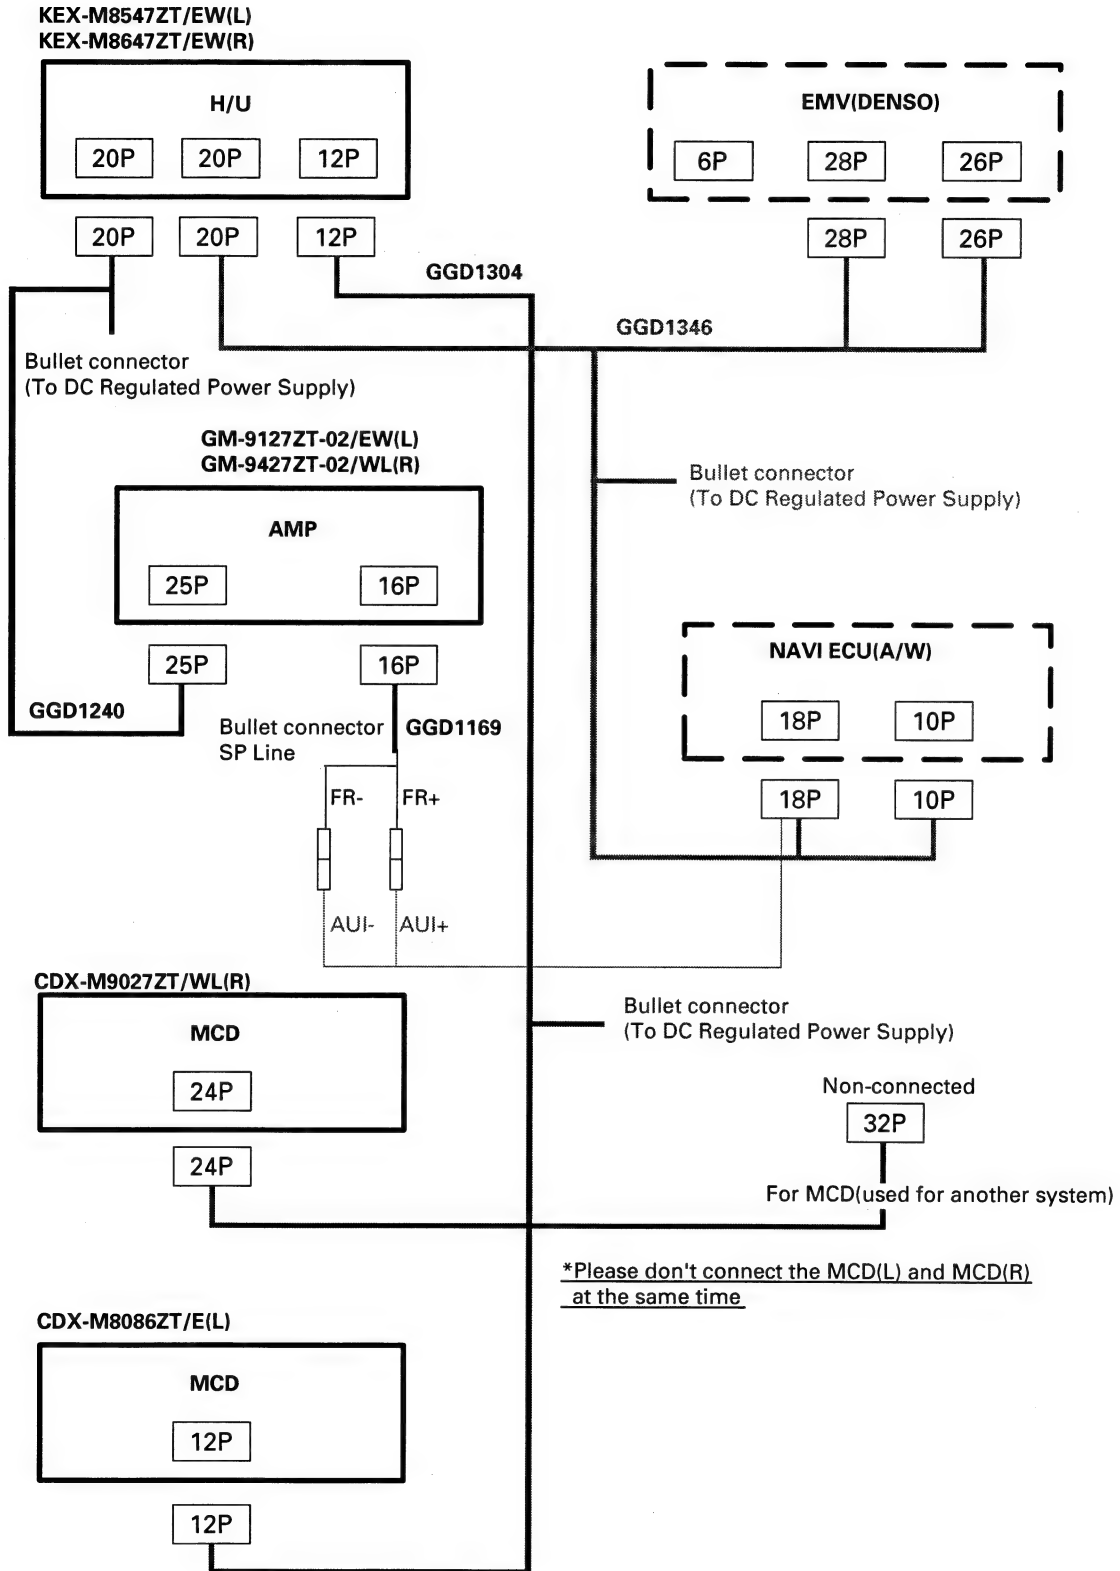 KEX-M8547ZT/EW(L)
KEX-M8647ZT/EW(R)
H/U
20P 20P 12P
20P 20P 12P
EMV(DENSO)
6P 28P 26P
28P 26P
GGD1304
GGD1346
Bullet connector
(To DC Regulated Power Supply)
GM-9127ZT-02/EW(L)
GM-9427ZT-02/WL(R)
Bullet connector
(To DC Regulated Power Supply)
AMP
25P 16P
25P 16P
NAVI ECU(A/W)
18P 10P
18P 10P
GGD1240
Bullet connector
SP Line
GGD1169
FR- FR+
AUI- AUI+
CDX-M9027ZT/WL(R)
MCD
24P
24P
Bullet connector
(To DC Regulated Power Supply)
Non-connected
32P
For MCD(used for another system)
*Please don't connect the MCD(L) and MCD(R)
at the same time
CDX-M8086ZT/E(L)
MCD
12P
12P